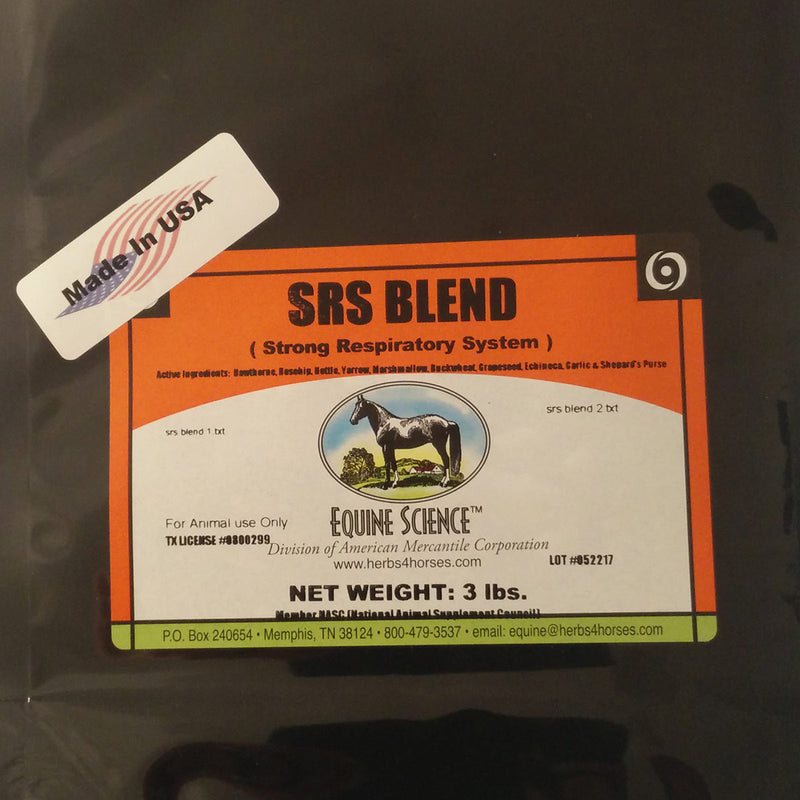 Made In USA
SRS BLEND
( Strong Respiratory System )
Active Ingredients: Hawthorne, Rosehip, Nettle, Yarrow, Marshmallow, Buckwheat, Grapeseed, Echineca, Garlic & Shepard's Purse
srs blend 1.txt
srs blend 2.txt
EQUINE SCIENCE™
For Animal use Only
TX LICENSE #0800299
Division of American Mercantile Corporation
www.herbs4horses.com
LOT #052217
NET WEIGHT: 3 lbs.
Member NASC (National Animal Supplement Council)
P.O. Box 240654 • Memphis, TN 38124 • 800-479-3537 • email: equine@herbs4horses.com